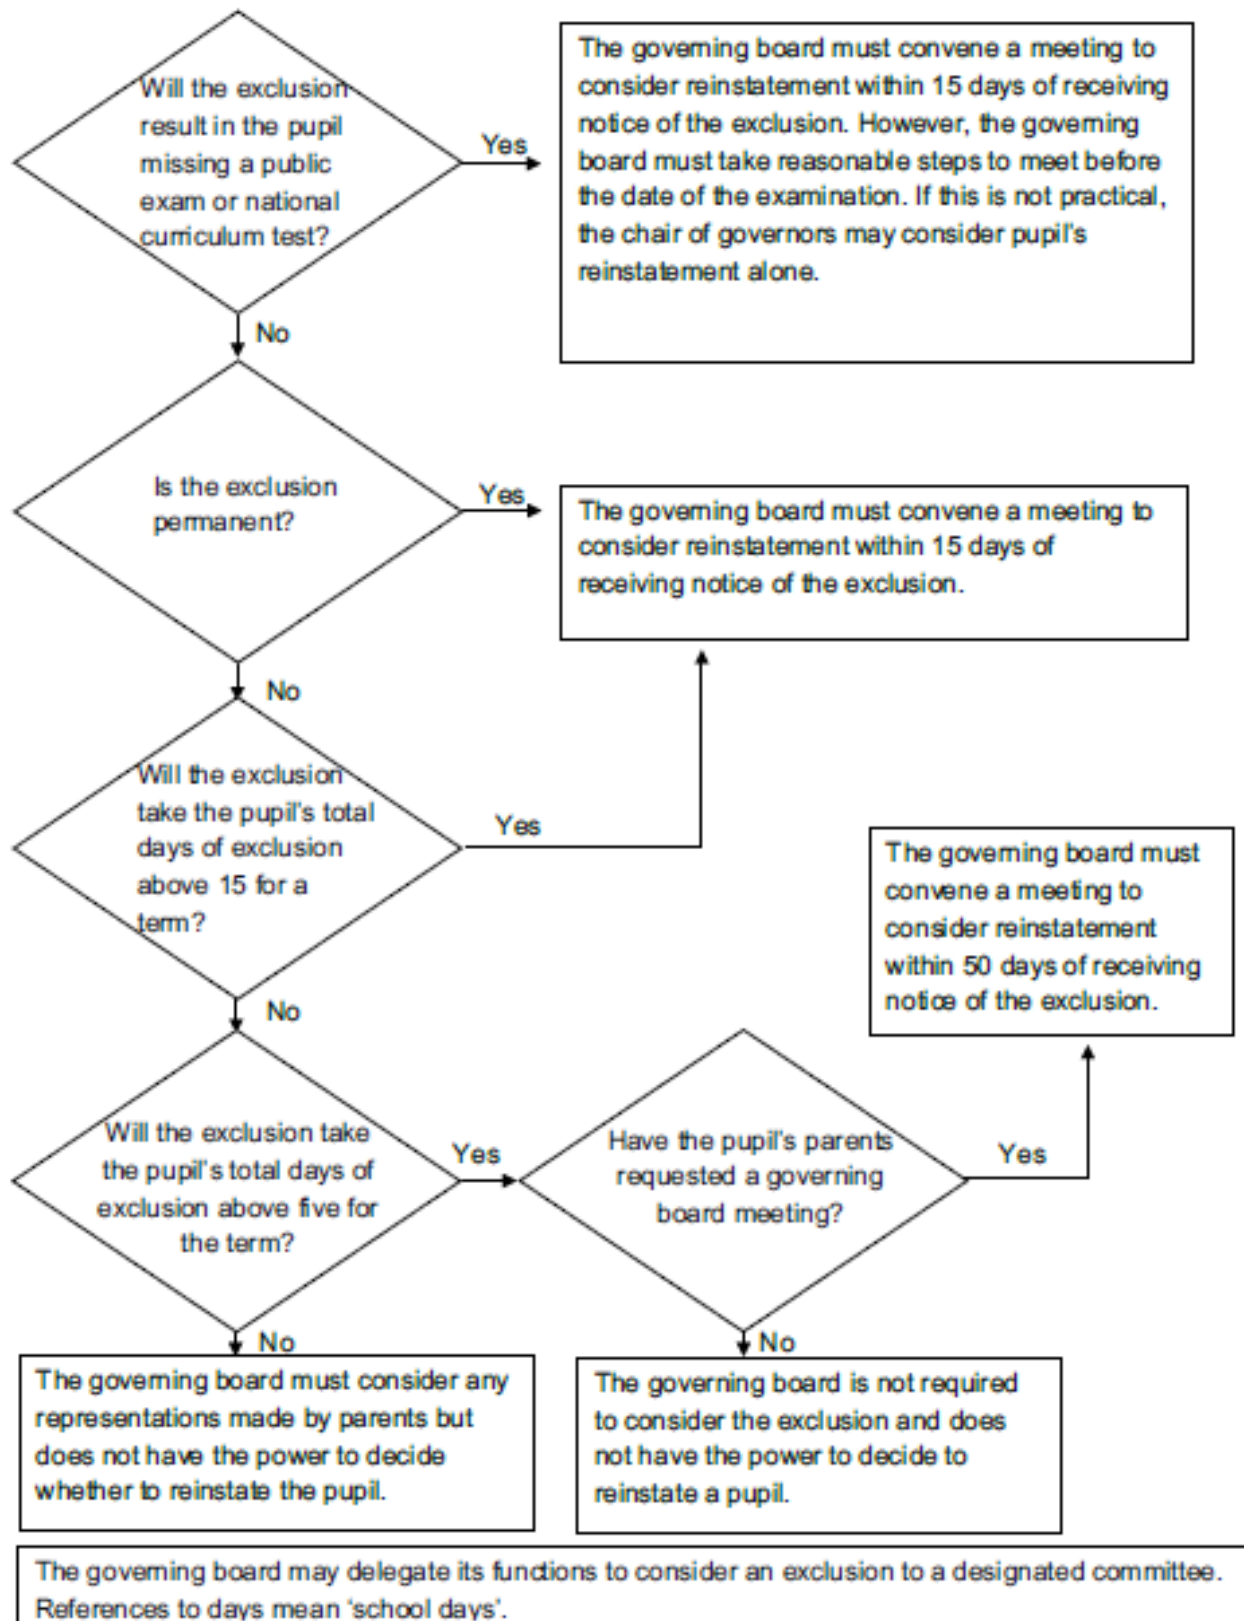 Will the exclusion
result in the pupil
missing a public
exam or national
curriculum test?
Yes
The governing board must convene a meeting to
consider reinstatement within 15 days of receiving
notice of the exclusion. However, the governing
board must take reasonable steps to meet before
the date of the examination. If this is not practical,
the chair of governors may consider pupil's
reinstatement alone.
No
Is the exclusion
permanent?
Yes
The governing board must convene a meeting to
consider reinstatement within 15 days of
receiving notice of the exclusion.
No
Will the exclusion
take the pupil's total
days of exclusion
above 15 for a
term?
Yes
The governing board must
convene a meeting to
consider reinstatement
within 50 days of receiving
notice of the exclusion.
No
Will the exclusion take
the pupil's total days of
exclusion above five for
the term?
Yes
Have the pupil's parents
requested a governing
board meeting?
Yes
No
The governing board must consider any
representations made by parents but
does not have the power to decide
whether to reinstate the pupil.
No
The governing board is not required
to consider the exclusion and does
not have the power to decide to
reinstate a pupil.
The governing board may delegate its functions to consider an exclusion to a designated committee.
References to days mean 'school days'.